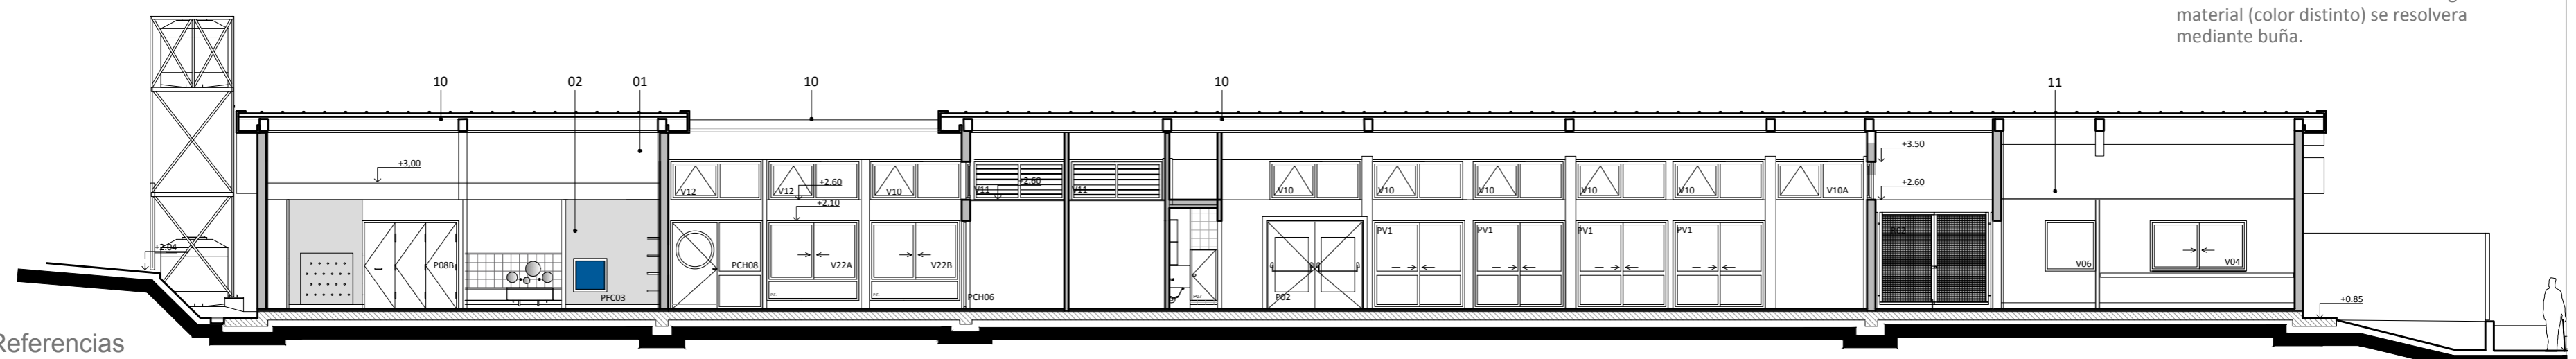 material (color distinto) se resolvera
mediante buña.
10
02
01
10
10
11
+3,00
+3.50
V12
V12
+2.60
V10
V11
+2.60
V11
V10
V10
V10
V10
V10
V10A
+2.60
+2.10
+2.04
P08B
PCH08
V22A
V22B
PV1
PV1
PV1
PV1
R02
V06
V04
PFC03
PCH06
P07
P02
+0.85
Referencias